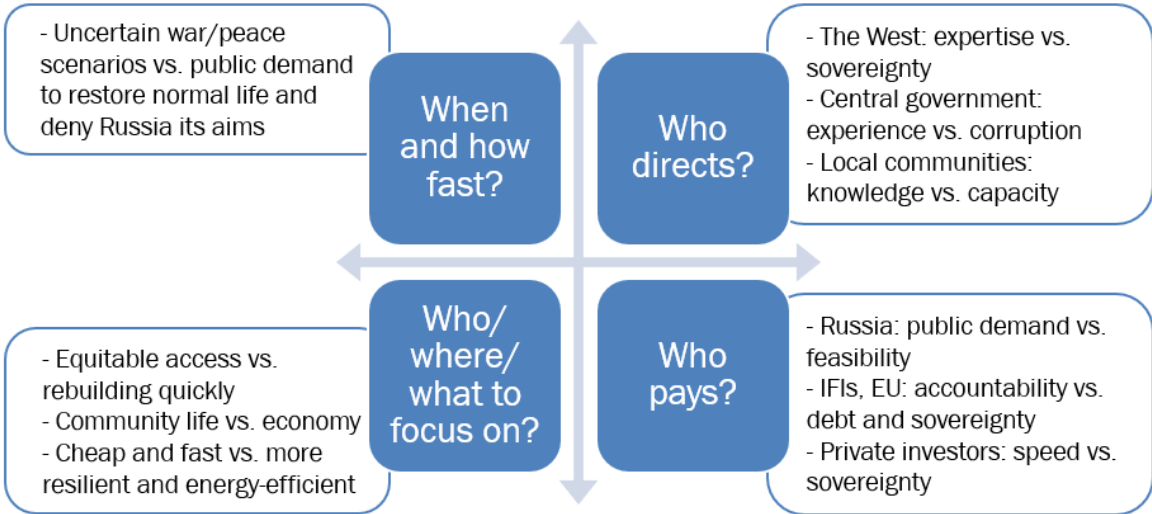 - Uncertain war/peace
scenarios vs. public demand
to restore normal life and
deny Russia its aims
When
and how
fast?
Who
directs?
- The West: expertise vs.
sovereignty
- Central government:
experience vs. corruption
- Local communities:
knowledge vs. capacity
- Equitable access vs.
rebuilding quickly
- Community life vs. economy
- Cheap and fast vs. more
resilient and energy-efficient
Who/
where/
what to
focus on?
Who
pays?
- Russia: public demand vs.
feasibility
- IFIs, EU: accountability vs.
debt and sovereignty
- Private investors: speed vs.
sovereignty